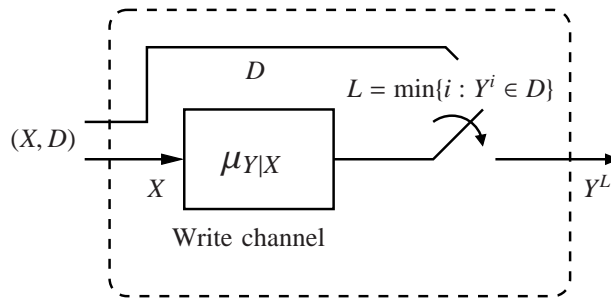 D
L = min{i : Y^i ∈ D}
(X, D)
μ_{Y|X}
X
Y^L
Write channel